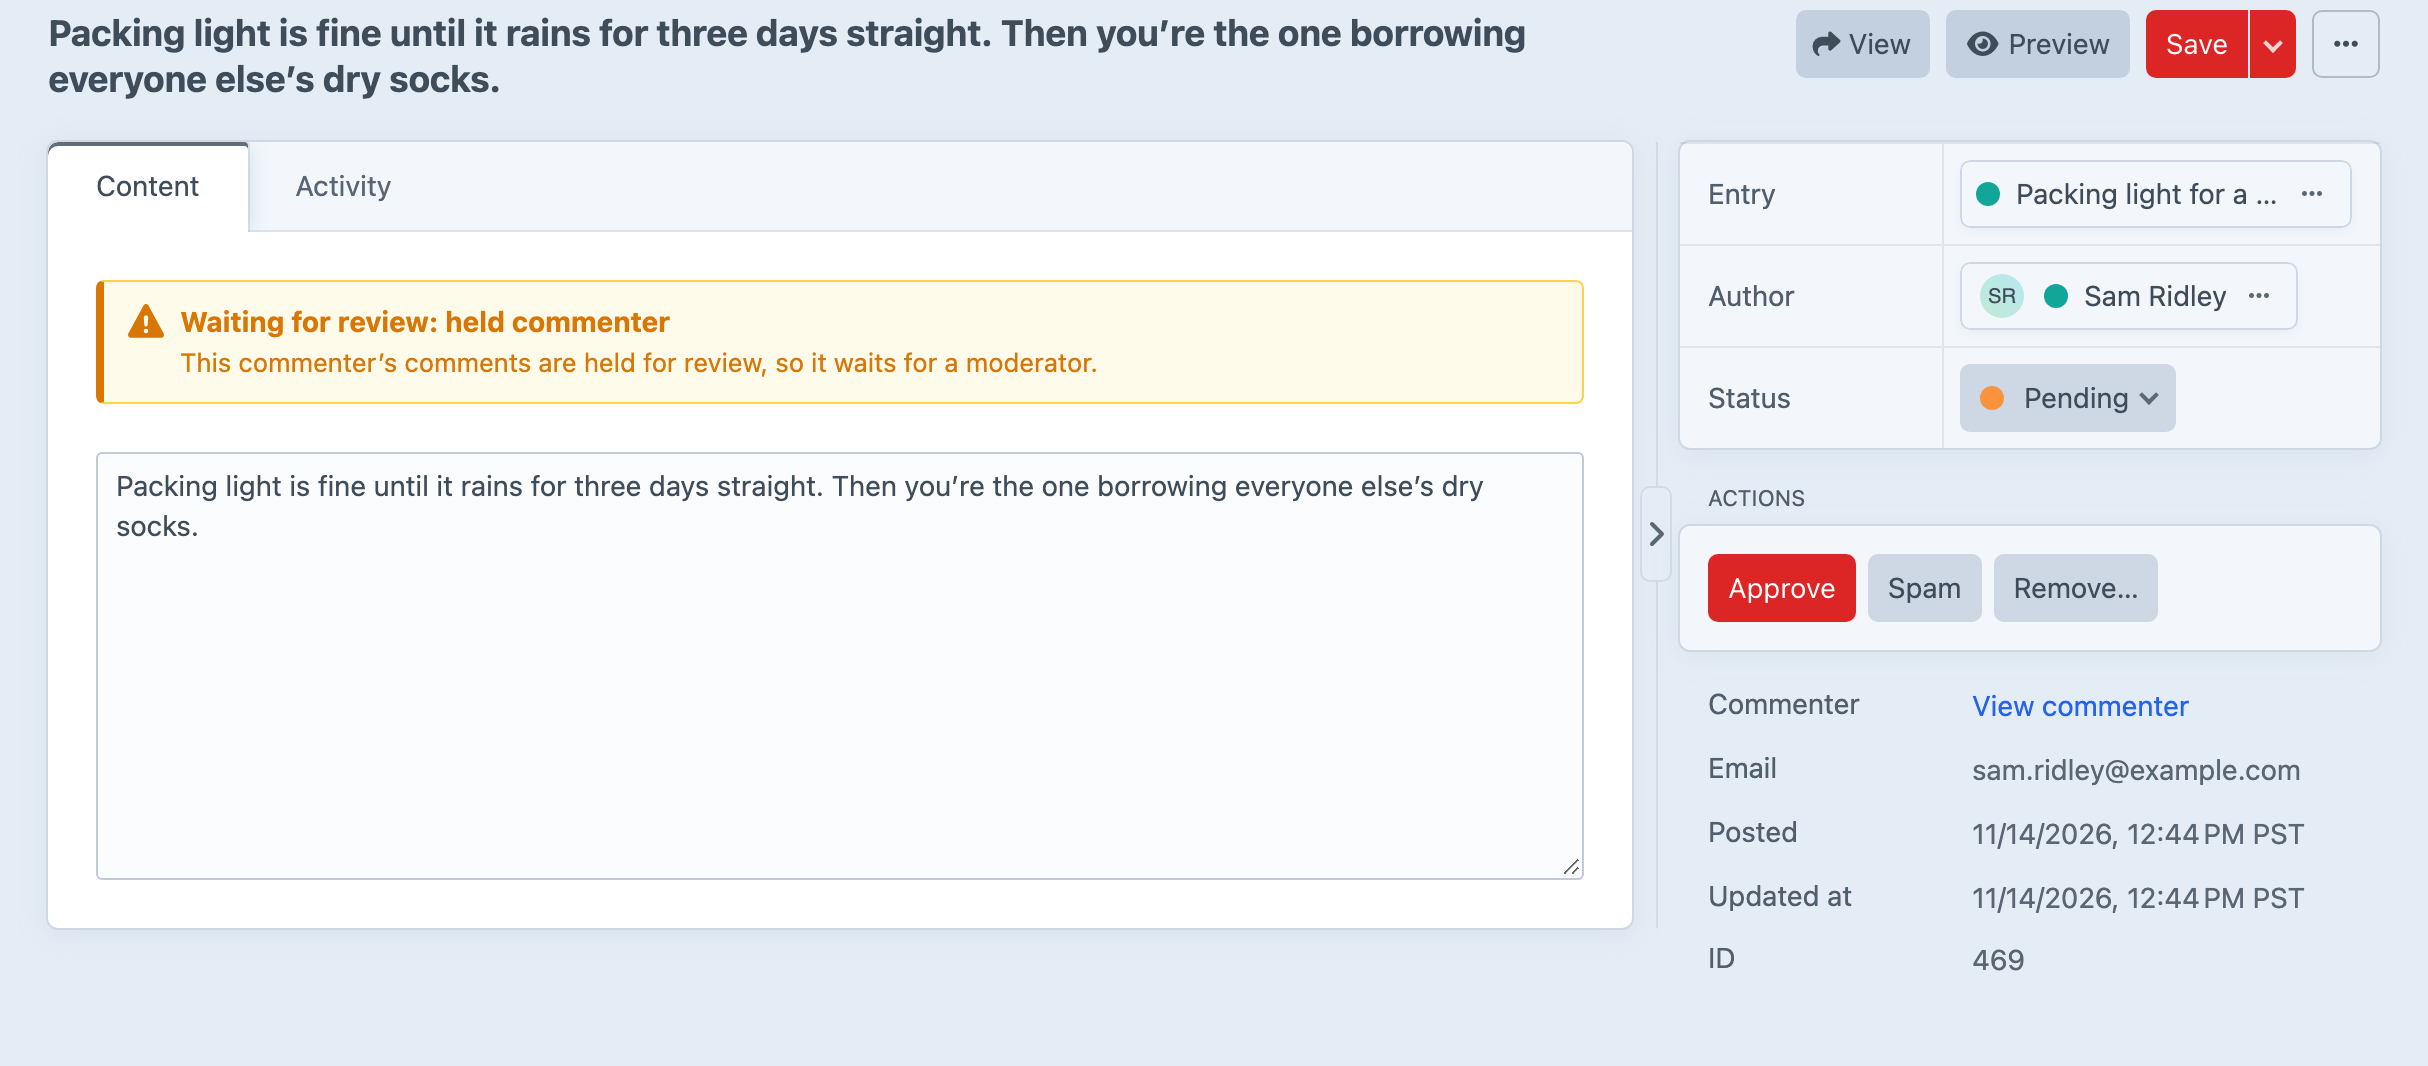 Packing light is fine until it rains for three days straight. Then you’re the one borrowing
everyone else’s dry socks.
View
Preview
Save
Content
Activity
Waiting for review: held commenter
This commenter’s comments are held for review, so it waits for a moderator.
Packing light is fine until it rains for three days straight. Then you’re the one borrowing everyone else’s dry
socks.
Entry
Packing light for a ...
Author
SR
Sam Ridley
Status
Pending
ACTIONS
Approve
Spam
Remove...
Commenter
View commenter
Email
sam.ridley@example.com
Posted
11/14/2026, 12:44 PM PST
Updated at
11/14/2026, 12:44 PM PST
ID
469